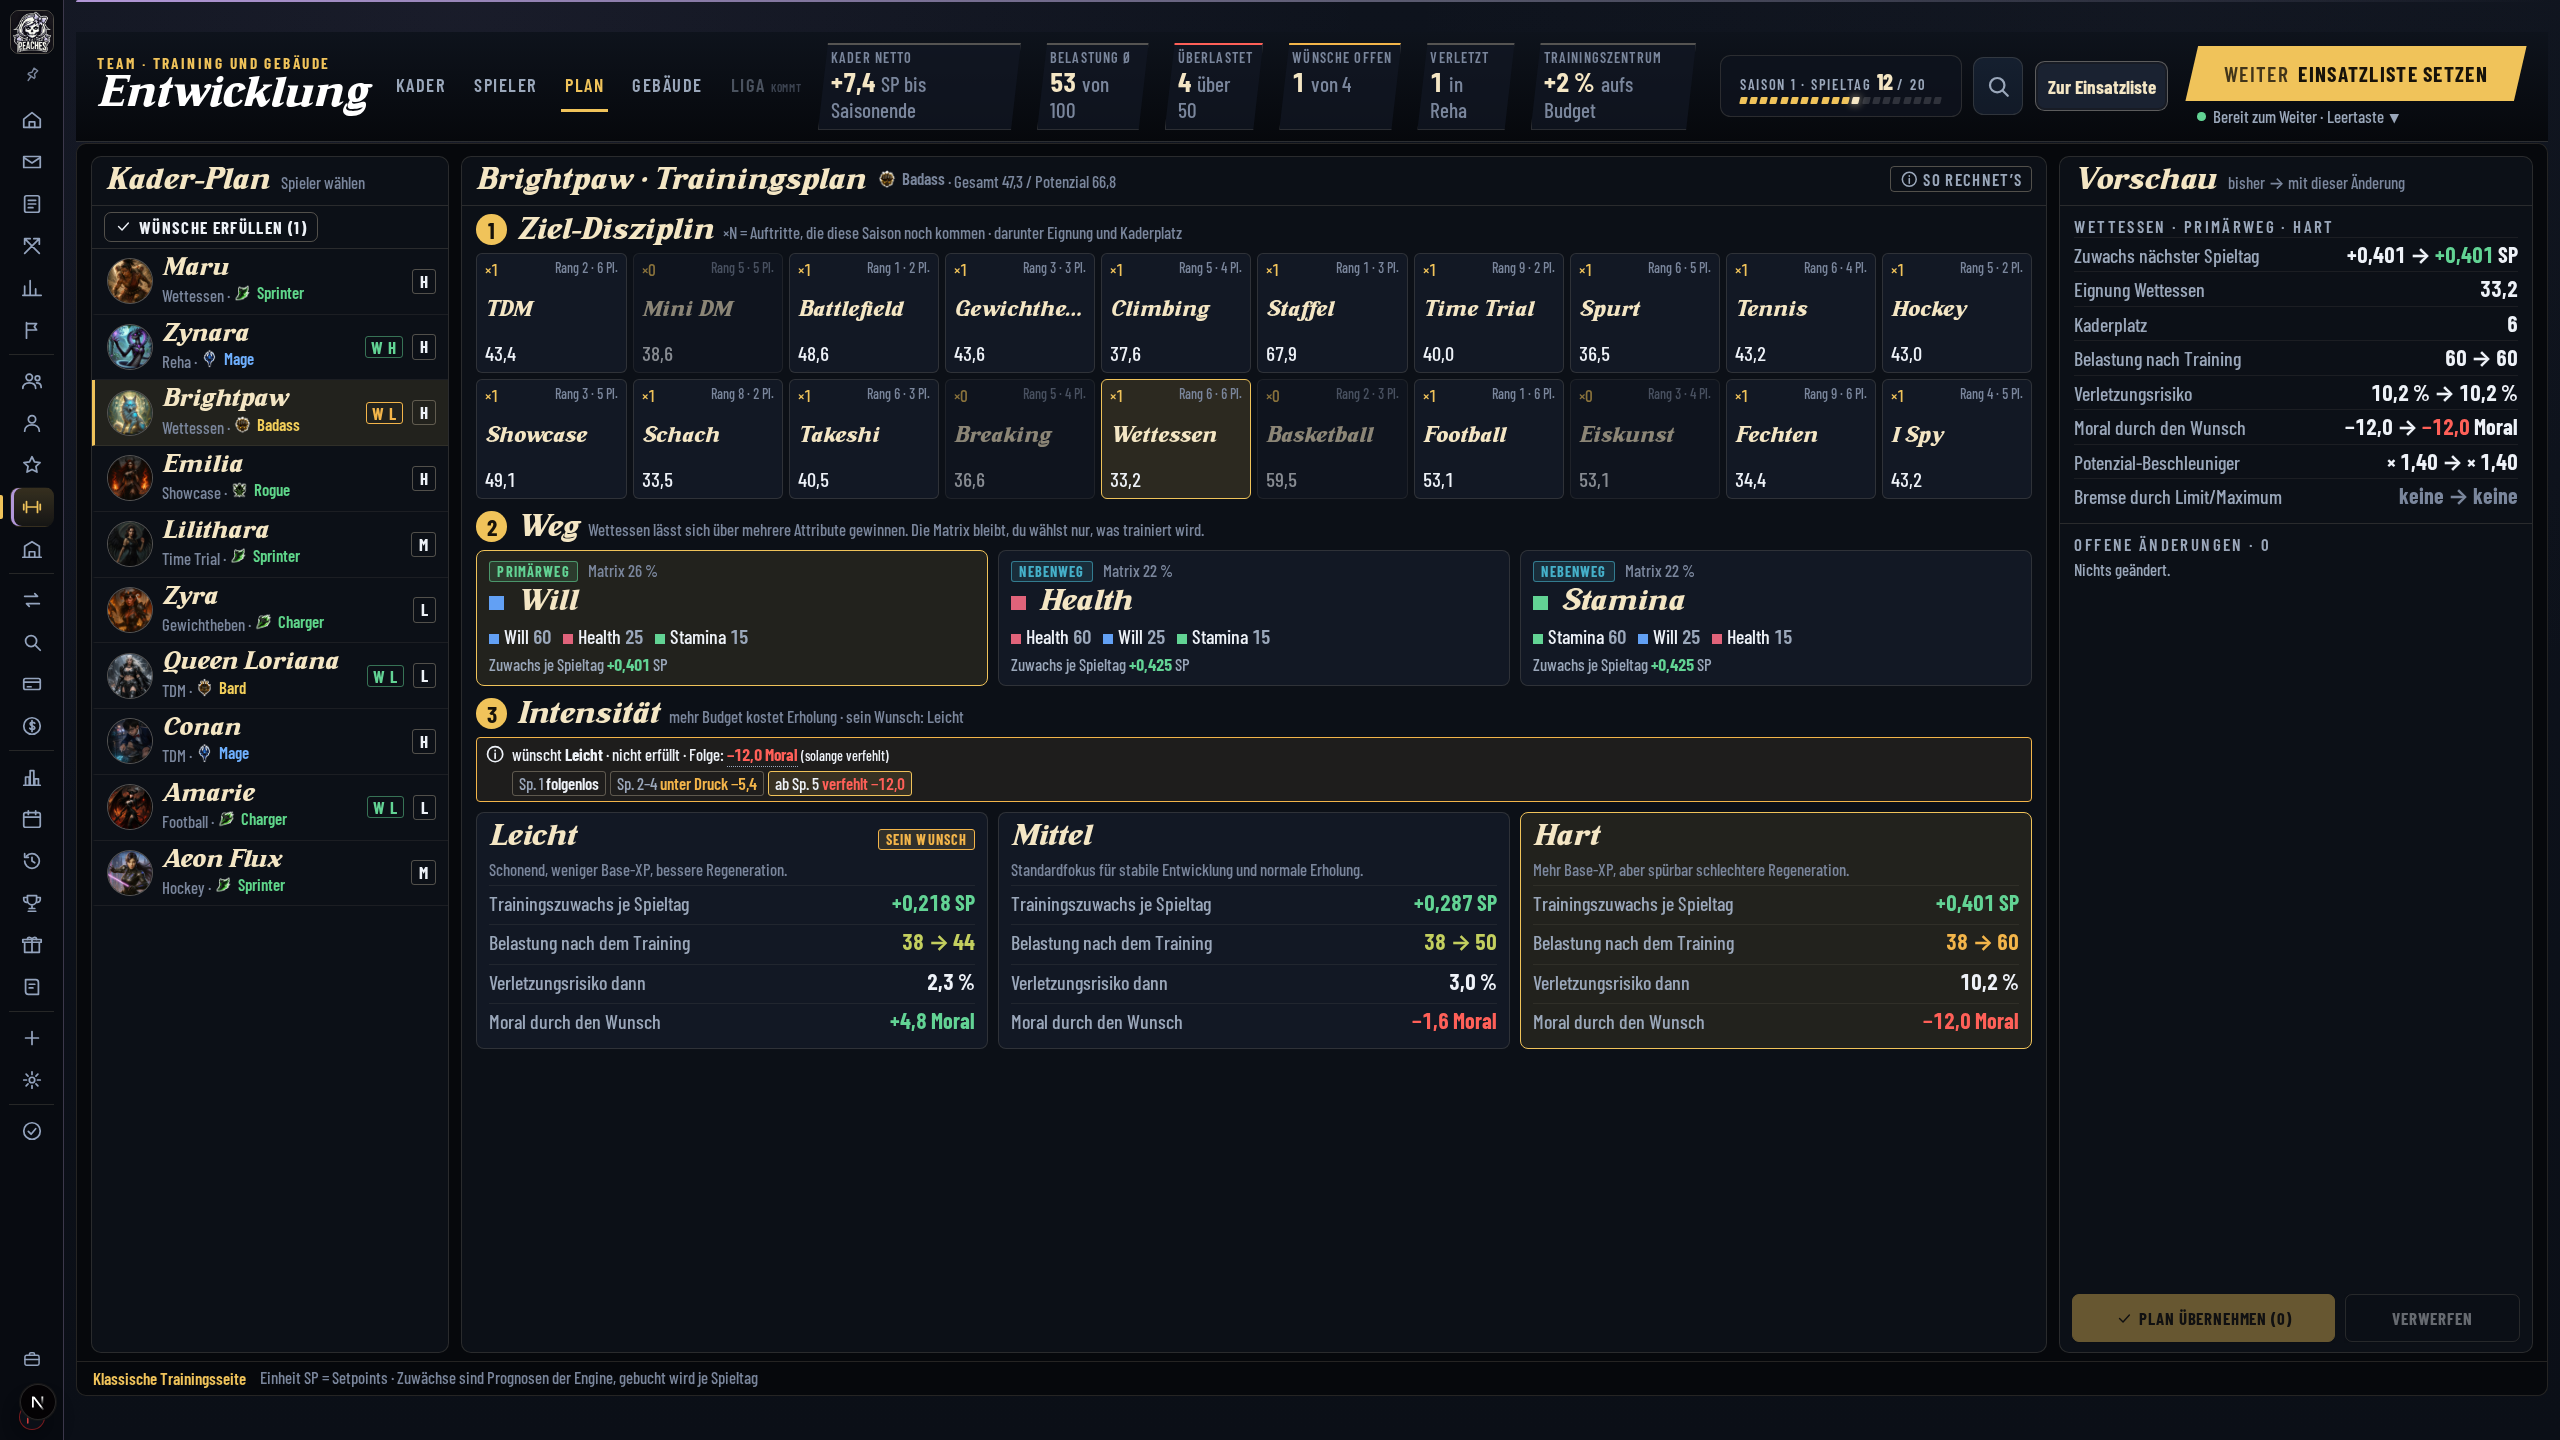 TEAM · TRAINING UND GEBÄUDE
Entwicklung
KADER SPIELER PLAN GEBÄUDE LIGA KOMMT
KADER NETTO
+7,4 SP bis
Saisonende
BELASTUNG Ø
53 von
100
ÜBERLASTET
4 über
50
WÜNSCHE OFFEN
1 von 4
VERLETZT
1 in
Reha
TRAININGSZENTRUM
+2 % aufs
Budget
SAISON 1 · SPIELTAG 12 / 20
Zur Einsatzliste
WEITER EINSATZLISTE SETZEN
Bereit zum Weiter · Leertaste ▼
Kader-Plan Spieler wählen
✓ WÜNSCHE ERFÜLLEN (1)
Maru
Wettessen · Sprinter
H
Zynara
Reha · Mage
W H H
Brightpaw
Wettessen · Badass
W L H
Emilia
Showcase · Rogue
H
Lilithara
Time Trial · Sprinter
M
Zyra
Gewichtheben · Charger
L
Queen Loriana
TDM · Bard
W L L
Conan
TDM · Mage
H
Amarie
Football · Charger
W L L
Aeon Flux
Hockey · Sprinter
M
Brightpaw · Trainingsplan Badass · Gesamt 47,3 / Potenzial 66,8
SO RECHNET'S
1 Ziel-Disziplin ×N = Auftritte, die diese Saison noch kommen · darunter Eignung und Kaderplatz
×1 Rang 2 · 6 Pl.
TDM
43,4
×0 Rang 5 · 5 Pl.
Mini DM
38,6
×1 Rang 1 · 2 Pl.
Battlefield
48,6
×1 Rang 3 · 3 Pl.
Gewichthe...
43,6
×1 Rang 5 · 4 Pl.
Climbing
37,6
×1 Rang 1 · 3 Pl.
Staffel
67,9
×1 Rang 9 · 2 Pl.
Time Trial
40,0
×1 Rang 6 · 5 Pl.
Spurt
36,5
×1 Rang 6 · 4 Pl.
Tennis
43,2
×1 Rang 5 · 2 Pl.
Hockey
43,0
×1 Rang 3 · 5 Pl.
Showcase
49,1
×1 Rang 8 · 2 Pl.
Schach
33,5
×1 Rang 6 · 3 Pl.
Takeshi
40,5
×0 Rang 5 · 4 Pl.
Breaking
36,6
×1 Rang 6 · 6 Pl.
Wettessen
33,2
×0 Rang 2 · 3 Pl.
Basketball
59,5
×1 Rang 1 · 6 Pl.
Football
53,1
×0 Rang 3 · 4 Pl.
Eiskunst
53,1
×1 Rang 9 · 6 Pl.
Fechten
34,4
×1 Rang 4 · 5 Pl.
I Spy
43,2
2 Weg Wettessen lässt sich über mehrere Attribute gewinnen. Die Matrix bleibt, du wählst nur, was trainiert wird.
PRIMÄRWEG Matrix 26 %
Will
Will 60 Health 25 Stamina 15
Zuwachs je Spieltag +0,401 SP
NEBENWEG Matrix 22 %
Health
Health 60 Will 25 Stamina 15
Zuwachs je Spieltag +0,425 SP
NEBENWEG Matrix 22 %
Stamina
Stamina 60 Will 25 Health 15
Zuwachs je Spieltag +0,425 SP
3 Intensität mehr Budget kostet Erholung · sein Wunsch: Leicht
wünscht Leicht · nicht erfüllt · Folge: −12,0 Moral (solange verfehlt)
Sp. 1 folgenlos Sp. 2–4 unter Druck −5,4 ab Sp. 5 verfehlt −12,0
Leicht SEIN WUNSCH
Schonend, weniger Base-XP, bessere Regeneration.
Trainingszuwachs je Spieltag +0,218 SP
Belastung nach dem Training 38 → 44
Verletzungsrisiko dann 2,3 %
Moral durch den Wunsch +4,8 Moral
Mittel
Standardfokus für stabile Entwicklung und normale Erholung.
Trainingszuwachs je Spieltag +0,287 SP
Belastung nach dem Training 38 → 50
Verletzungsrisiko dann 3,0 %
Moral durch den Wunsch −1,6 Moral
Hart
Mehr Base-XP, aber spürbar schlechtere Regeneration.
Trainingszuwachs je Spieltag +0,401 SP
Belastung nach dem Training 38 → 60
Verletzungsrisiko dann 10,2 %
Moral durch den Wunsch −12,0 Moral
Vorschau bisher → mit dieser Änderung
WETTESSEN · PRIMÄRWEG · HART
Zuwachs nächster Spieltag +0,401 → +0,401 SP
Eignung Wettessen 33,2
Kaderplatz 6
Belastung nach Training 60 → 60
Verletzungsrisiko 10,2 % → 10,2 %
Moral durch den Wunsch −12,0 → −12,0 Moral
Potenzial-Beschleuniger × 1,40 → × 1,40
Bremse durch Limit/Maximum keine → keine
OFFENE ÄNDERUNGEN · 0
Nichts geändert.
✓ PLAN ÜBERNEHMEN (0)
VERWERFEN
Klassische Trainingsseite Einheit SP = Setpoints · Zuwächse sind Prognosen der Engine, gebucht wird je Spieltag
N